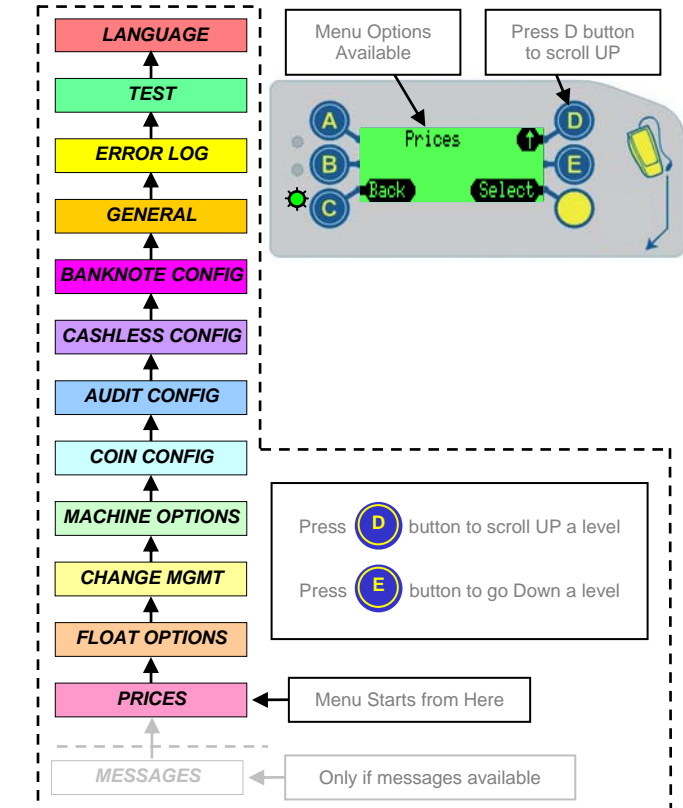 LANGUAGE
TEST
ERROR LOG
GENERAL
BANKNOTE CONFIG
CASHLESS CONFIG
AUDIT CONFIG
COIN CONFIG
MACHINE OPTIONS
CHANGE MGMT
FLOAT OPTIONS
PRICES
MESSAGES
Menu Options
Available
Press D button
to scroll UP
A
B
C
Prices
Back
Select
D
E
Press D button to scroll UP a level
Press E button to go Down a level
Menu Starts from Here
Only if messages available